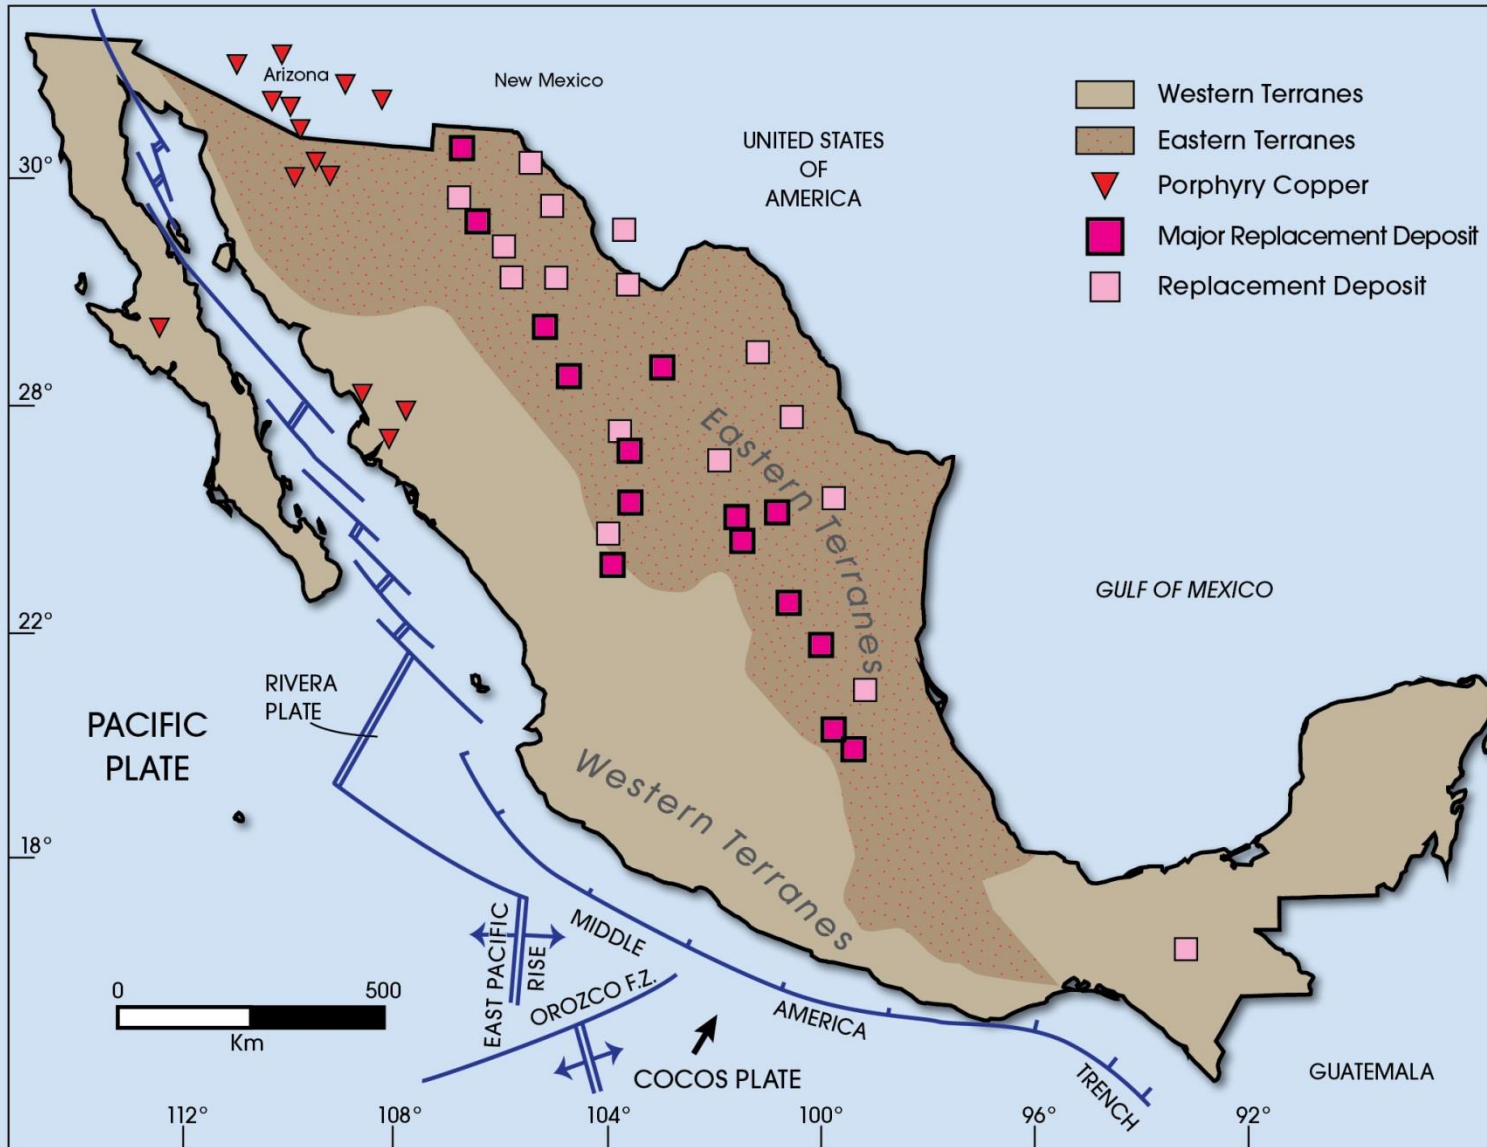 Arizona
New Mexico
UNITED STATES
OF
AMERICA
Western Terranes
Eastern Terranes
Porphyry Copper
Major Replacement Deposit
Replacement Deposit
30°
28°
22°
18°
Eastern Terranes
GULF OF MEXICO
RIVERA
PLATE
PACIFIC
PLATE
Western Terranes
EAST PACIFIC
RISE
MIDDLE
AMERICA
TRENCH
OROZCO F.Z.
COCOS PLATE
GUATEMALA
0 500
Km
112° 108° 104° 100° 96° 92°